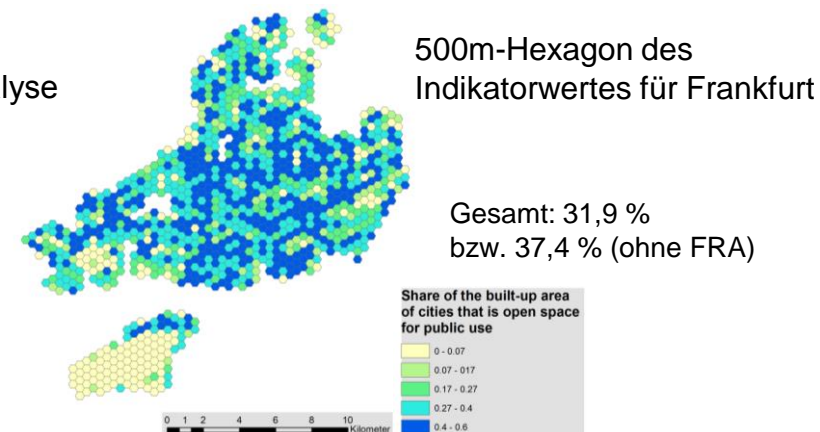 500m-Hexagon des
lyse
Indikatorwertes für Frankfurt
Gesamt: 31,9 %
bzw. 37,4 % (ohne FRA)
Share of the built-up area
of cities that is open space
for public use
0 - 0.07
0.07 - 017
0.17 - 0.27
0.27 - 0.4
0.4 - 0.6
0 1 2 4 6 8 10
Kilometer